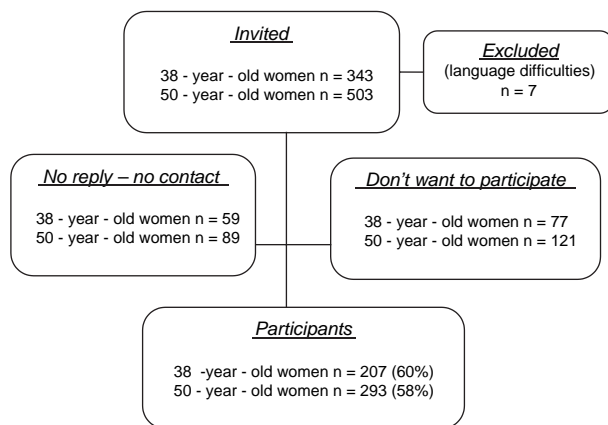 Invited
38 - year - old women n = 343
50 - year - old women n = 503
Excluded
(language difficulties)
n = 7
No reply – no contact
38 - year - old women n = 59
50 - year - old women n = 89
Don't want to participate
38 - year - old women n = 77
50 - year - old women n = 121
Participants
38 -year - old women n = 207 (60%)
50 - year - old women n = 293 (58%)